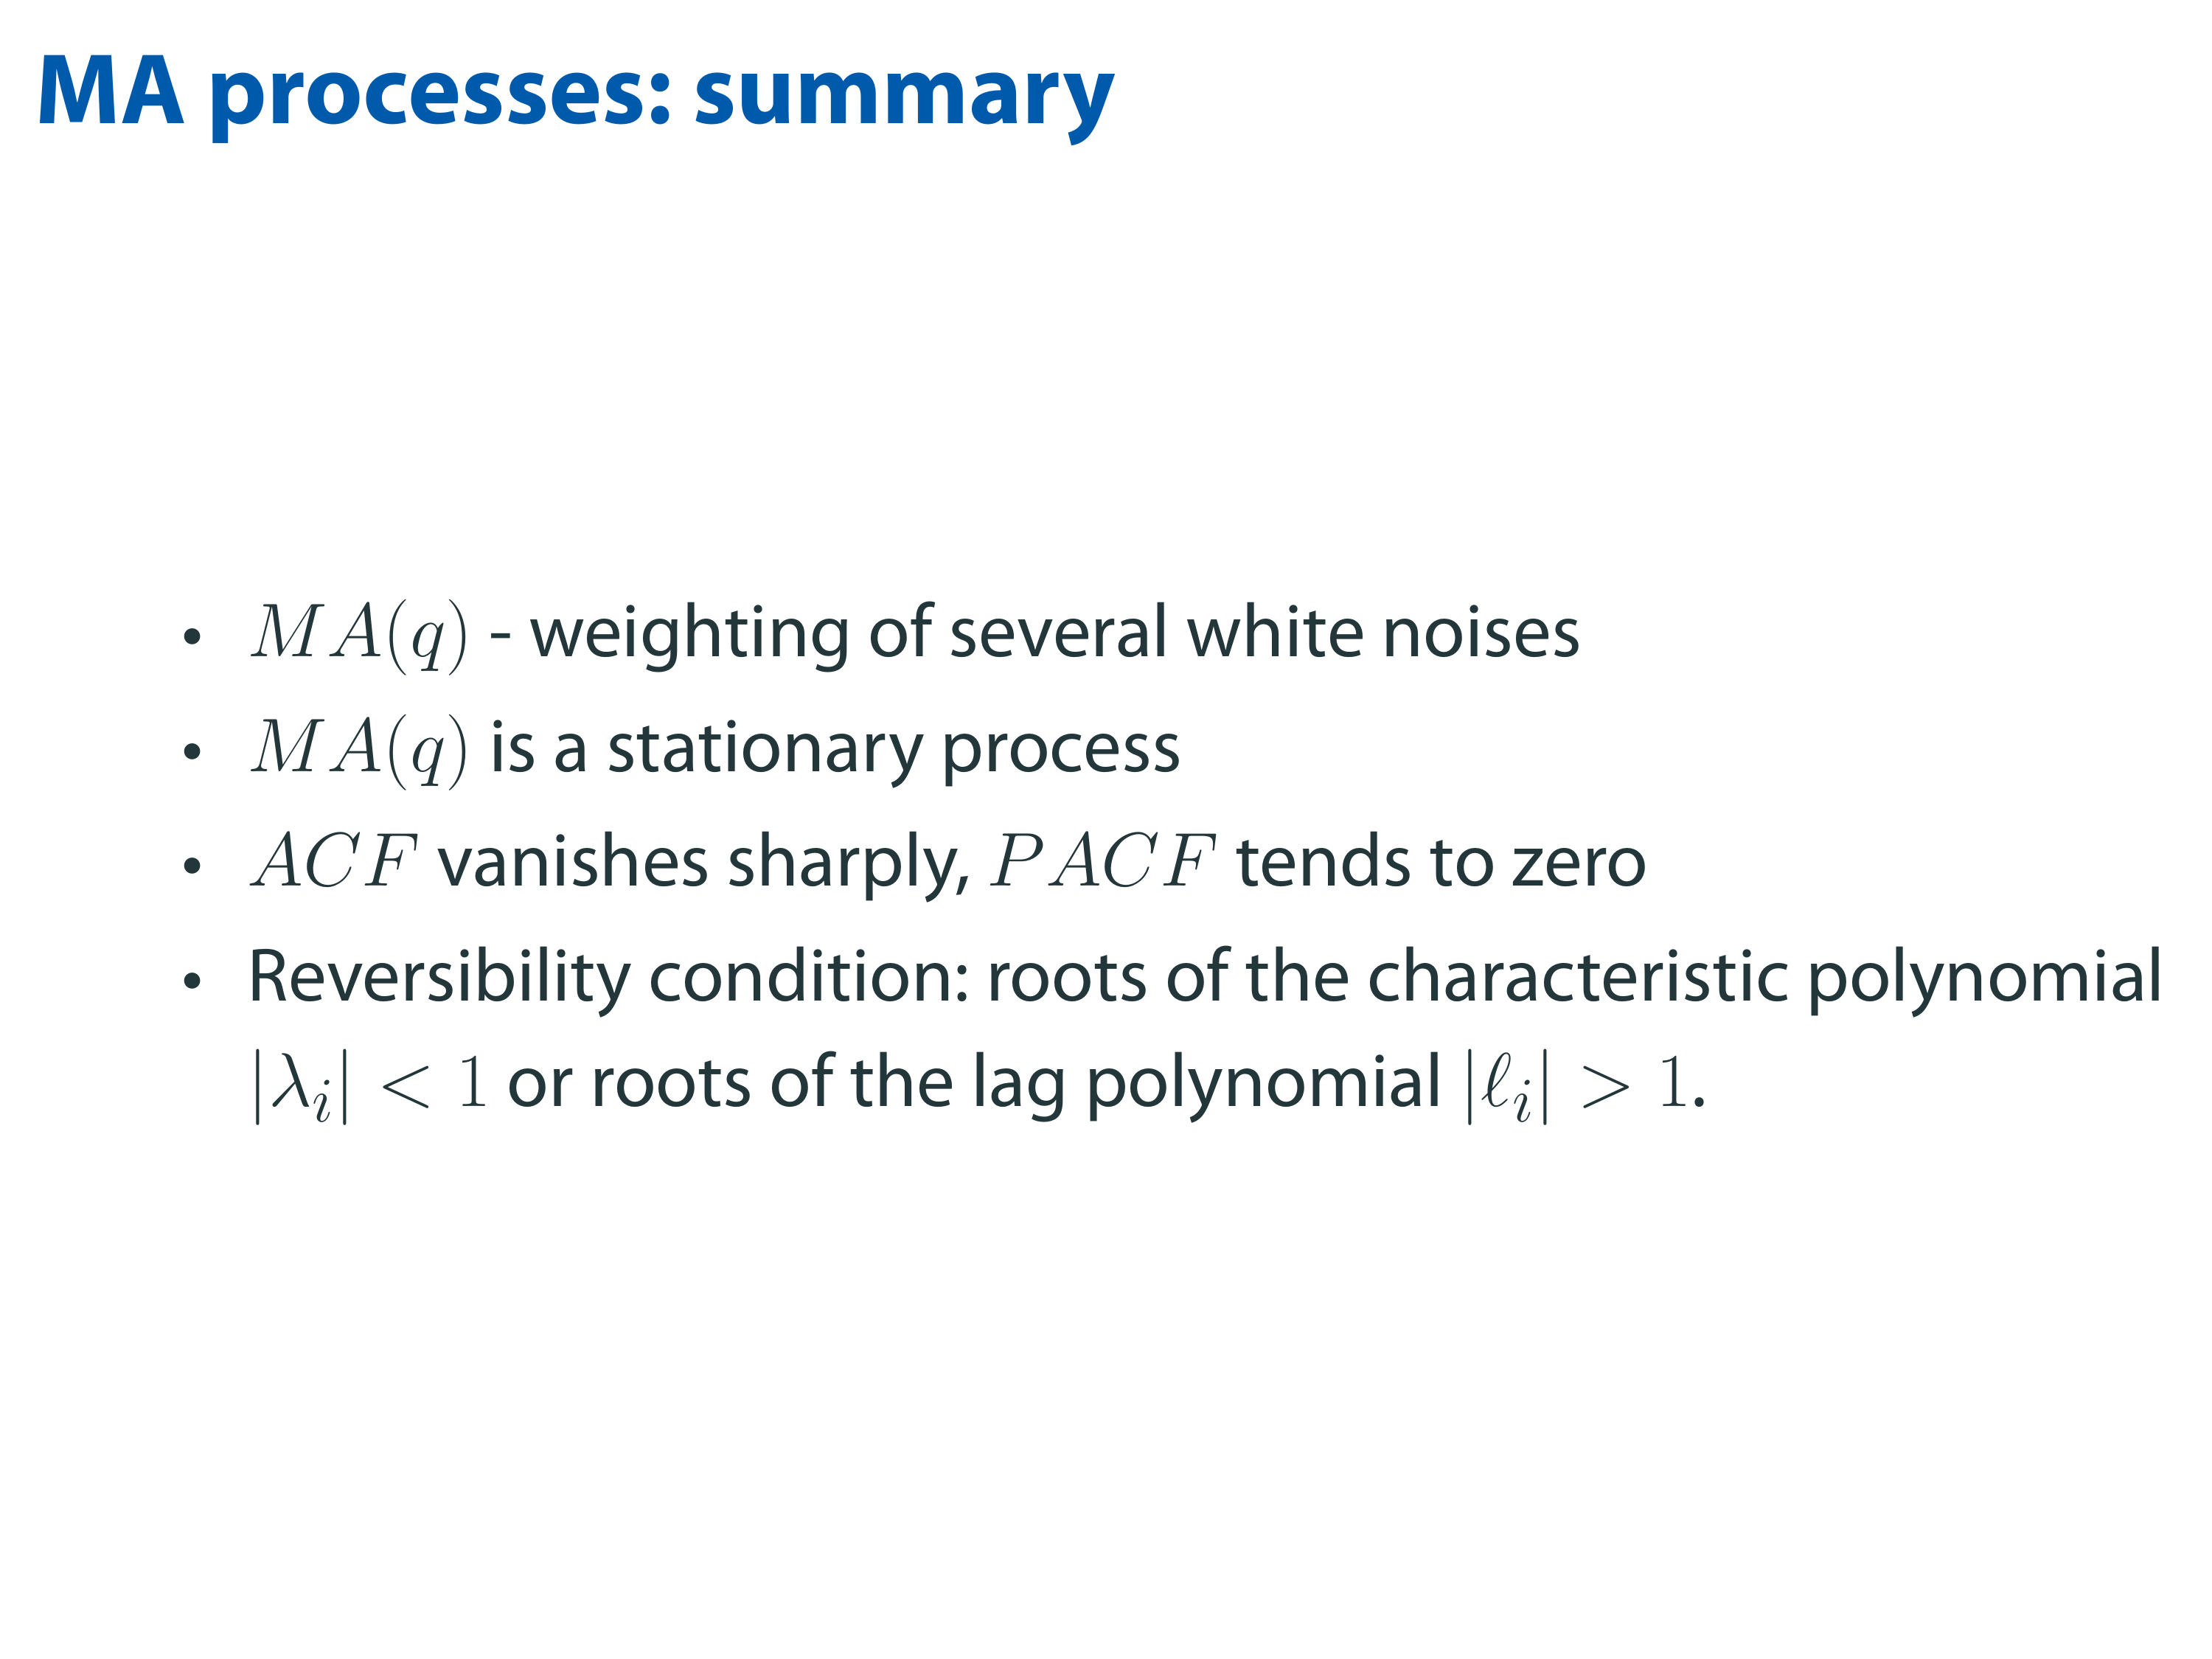 MA processes: summary
• MA(q) - weighting of several white noises
• MA(q) is a stationary process
• ACF vanishes sharply, PACF tends to zero
• Reversibility condition: roots of the characteristic polynomial
|λᵢ| < 1 or roots of the lag polynomial |ℓᵢ| > 1.